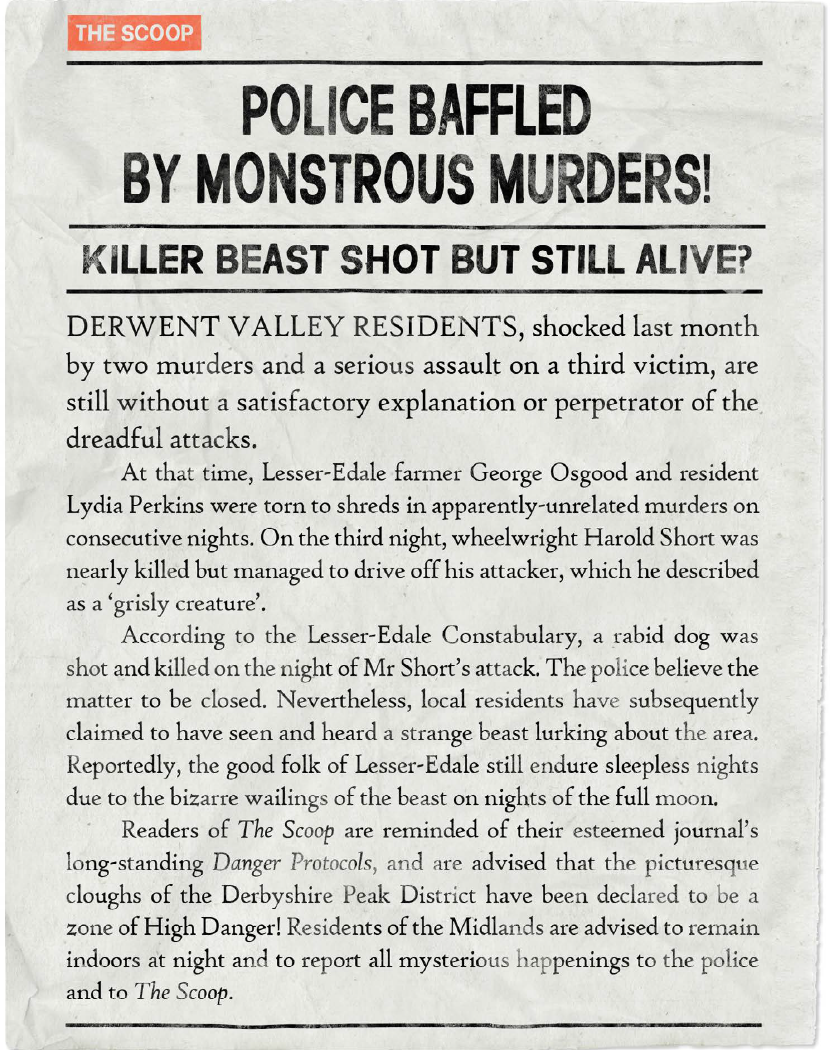 THE SCOOP
POLICE BAFFLED
BY MONSTROUS MURDERS!
KILLER BEAST SHOT BUT STILL ALIVE?
DERWENT VALLEY RESIDENTS, shocked last month
by two murders and a serious assault on a third victim, are
still without a satisfactory explanation or perpetrator of the
dreadful attacks.
At that time, Lesser-Edale farmer George Osgood and resident
Lydia Perkins were torn to shreds in apparently-unrelated murders on
consecutive nights. On the third night, wheelwright Harold Short was
nearly killed but managed to drive off his attacker, which he described
as a ‘grisly creature’.
According to the Lesser-Edale Constabulary, a rabid dog was
shot and killed on the night of Mr Short’s attack. The police believe the
matter to be closed. Nevertheless, local residents have subsequently
claimed to have seen and heard a strange beast lurking about the area.
Reportedly, the good folk of Lesser-Edale still endure sleepless nights
due to the bizarre wailings of the beast on nights of the full moon.
Readers of The Scoop are reminded of their esteemed journal’s
long-standing Danger Protocols, and are advised that the picturesque
cloughs of the Derbyshire Peak District have been declared to be a
zone of High Danger! Residents of the Midlands are advised to remain
indoors at night and to report all mysterious happenings to the police
and to The Scoop.